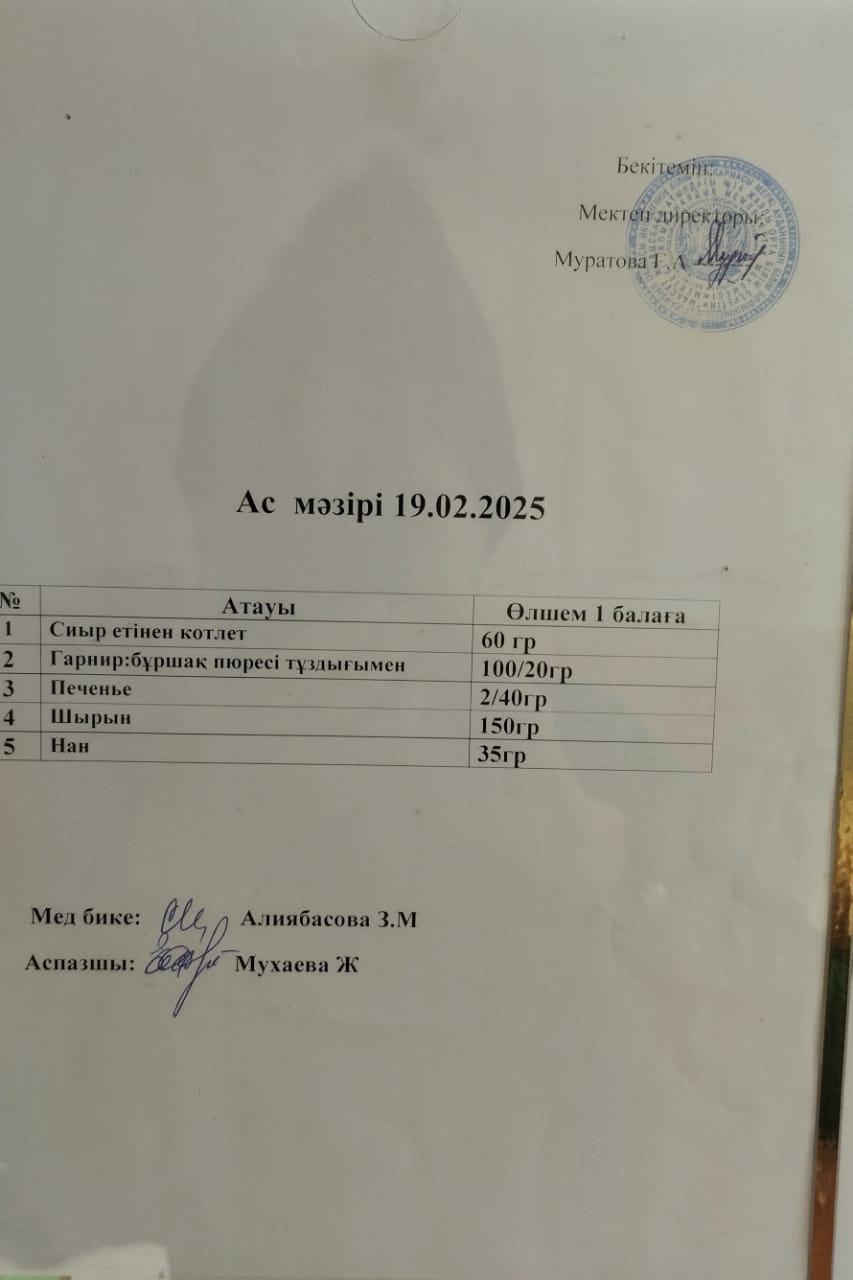 Бекітемін:
Мектеп директоры:
Муратова Г.А
Ас мәзірі 19.02.2025
№ Атауы Өлшем 1 балаға
1 Сиыр етінен котлет 60 гр
2 Гарнир:бұршақ пюресі тұздығымен 100/20гр
3 Печенье 2/40гр
4 Шырын 150гр
5 Нан 35гр
Мед бике: Алиябасова З.М
Аспазшы: Мухаева Ж